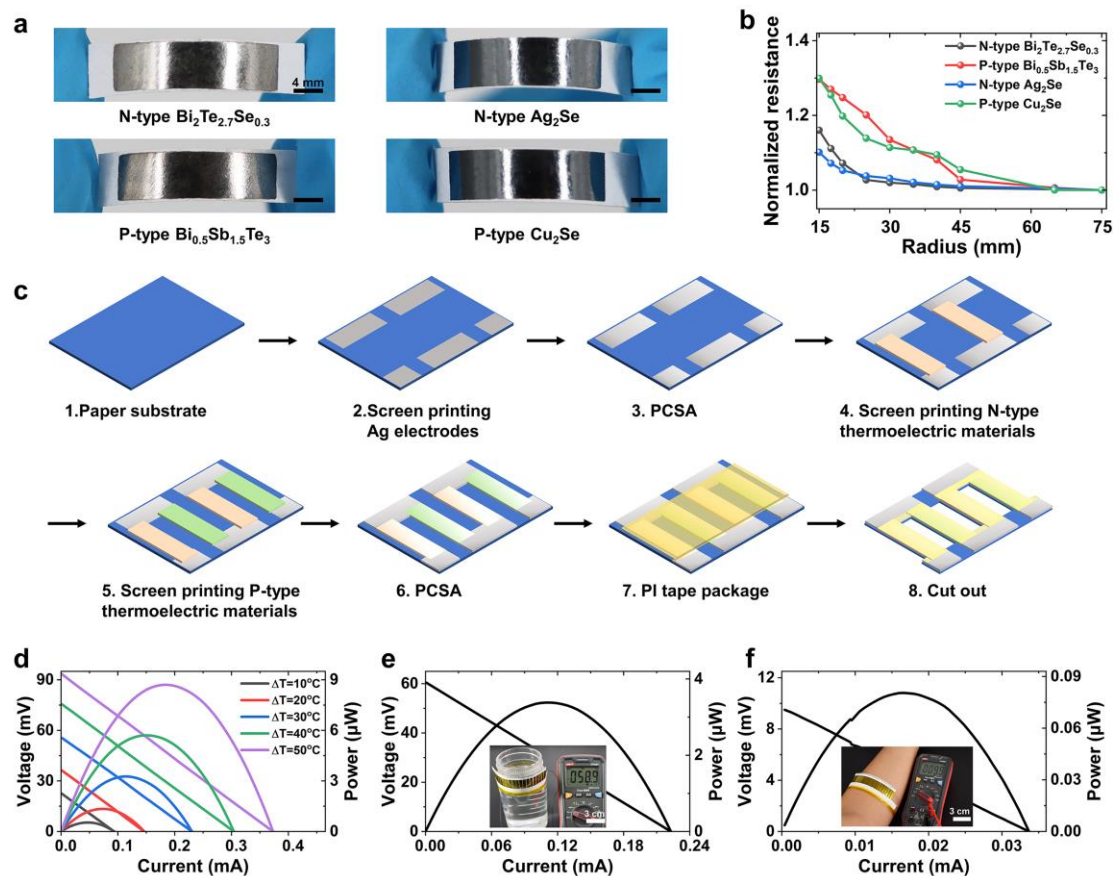 a
4 mm
N-type Bi₂Te₂.₇Se₀.₃
N-type Ag₂Se
P-type Bi₀.₅Sb₁.₅Te₃
P-type Cu₂Se
b
Normalized resistance
1.4
1.2
1.0
N-type Bi₂Te₂.₇Se₀.₃
P-type Bi₀.₅Sb₁.₅Te₃
N-type Ag₂Se
P-type Cu₂Se
15 30 45 60 75
Radius (mm)
c
1.Paper substrate
2.Screen printing
Ag electrodes
3. PCSA
4. Screen printing N-type
thermoelectric materials
5. Screen printing P-type
thermoelectric materials
6. PCSA
7. PI tape package
8. Cut out
d
Voltage (mV)
90
60
30
0
ΔT=10°C
ΔT=20°C
ΔT=30°C
ΔT=40°C
ΔT=50°C
9
6
3
0
Power (μW)
0.0 0.1 0.2 0.3 0.4
Current (mA)
e
Voltage (mV)
60
40
20
0
058.9
3 cm
4
2
0
Power (μW)
0.00 0.06 0.12 0.18 0.24
Current (mA)
f
Voltage (mV)
12
8
4
0
3 cm
0.09
0.06
0.03
0.00
Power (μW)
0.00 0.01 0.02 0.03
Current (mA)